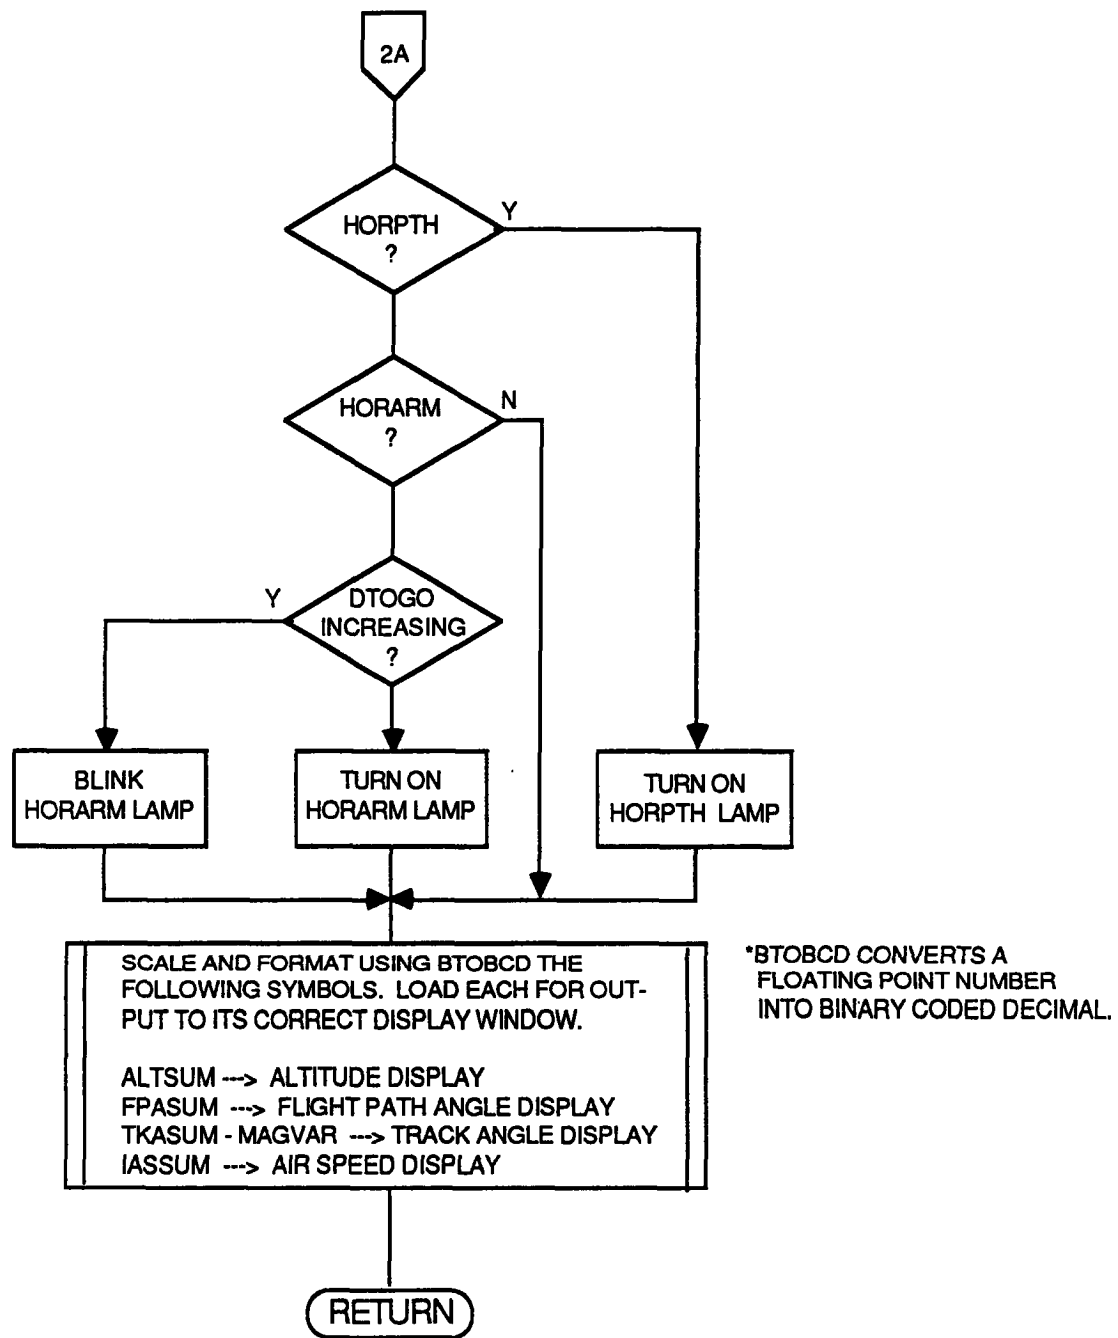 2A
HORPTH
?
Y
HORARM
?
N
Y
DTOGO
INCREASING
?
BLINK
HORARM LAMP
TURN ON
HORARM LAMP
TURN ON
HORPTH LAMP
SCALE AND FORMAT USING BTOBCD THE
FOLLOWING SYMBOLS. LOAD EACH FOR OUT-
PUT TO ITS CORRECT DISPLAY WINDOW.
ALTSUM ---> ALTITUDE DISPLAY
FPASUM ---> FLIGHT PATH ANGLE DISPLAY
TKASUM - MAGVAR ---> TRACK ANGLE DISPLAY
IASSUM ---> AIR SPEED DISPLAY
*BTOBCD CONVERTS A
FLOATING POINT NUMBER
INTO BINARY CODED DECIMAL.
RETURN